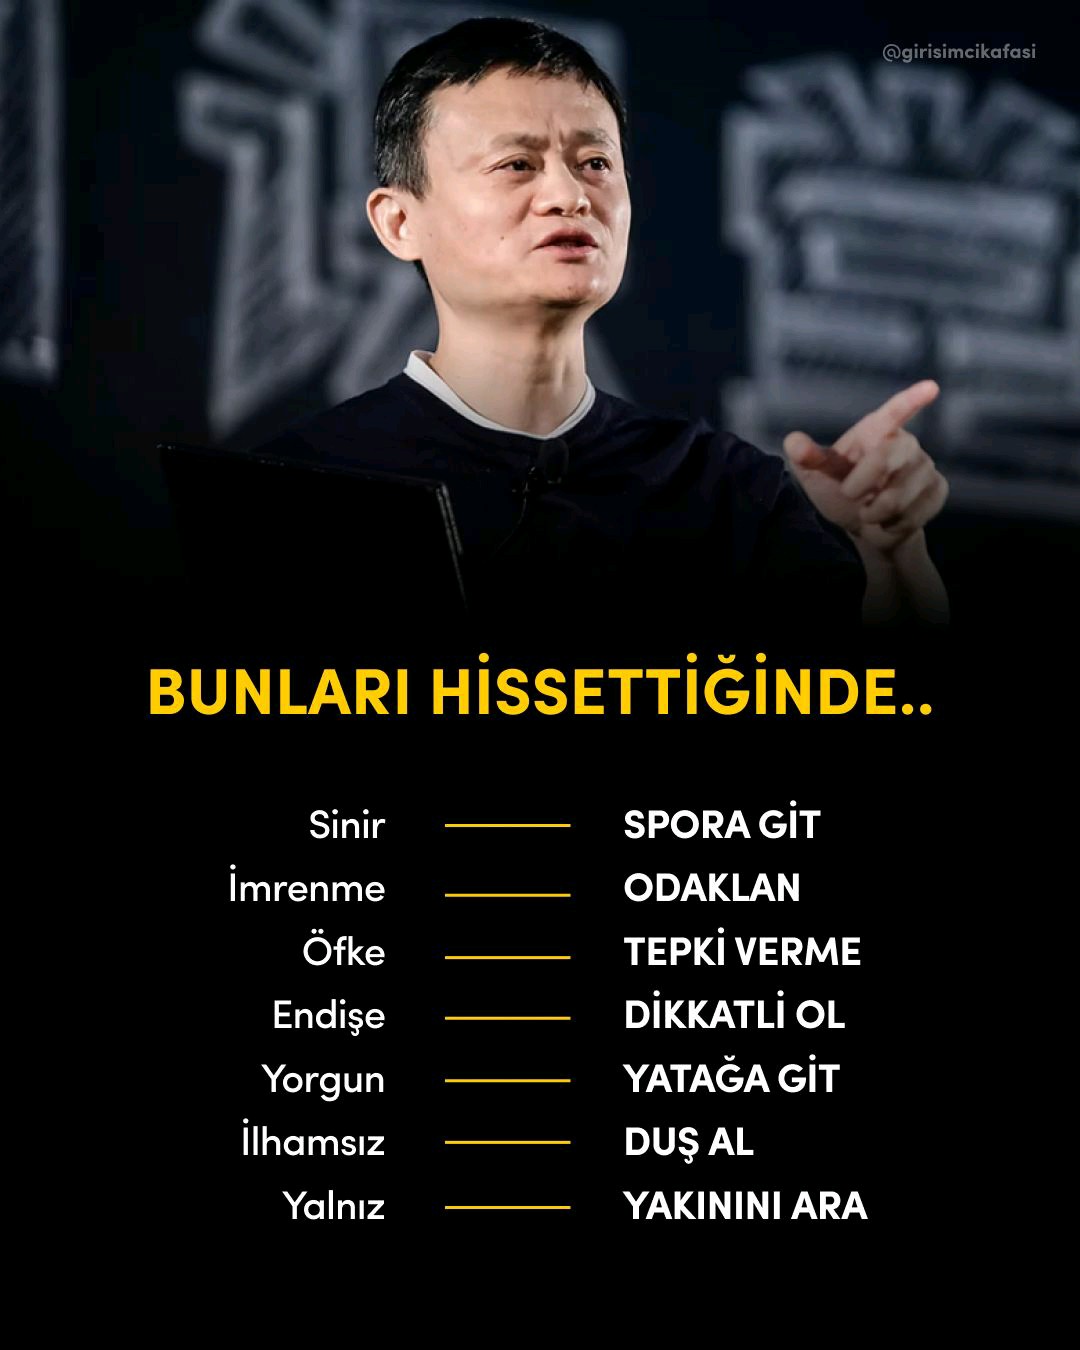 @girisimcikafasi
BUNLARI HİSSETTİĞİNDE..
Sinir SPORA GİT
İmrenme ODAKLAN
Öfke TEPKİ VERME
Endişe DİKKATLİ OL
Yorgun YATAĞA GİT
İlhamsız DUŞ AL
Yalnız YAKININI ARA